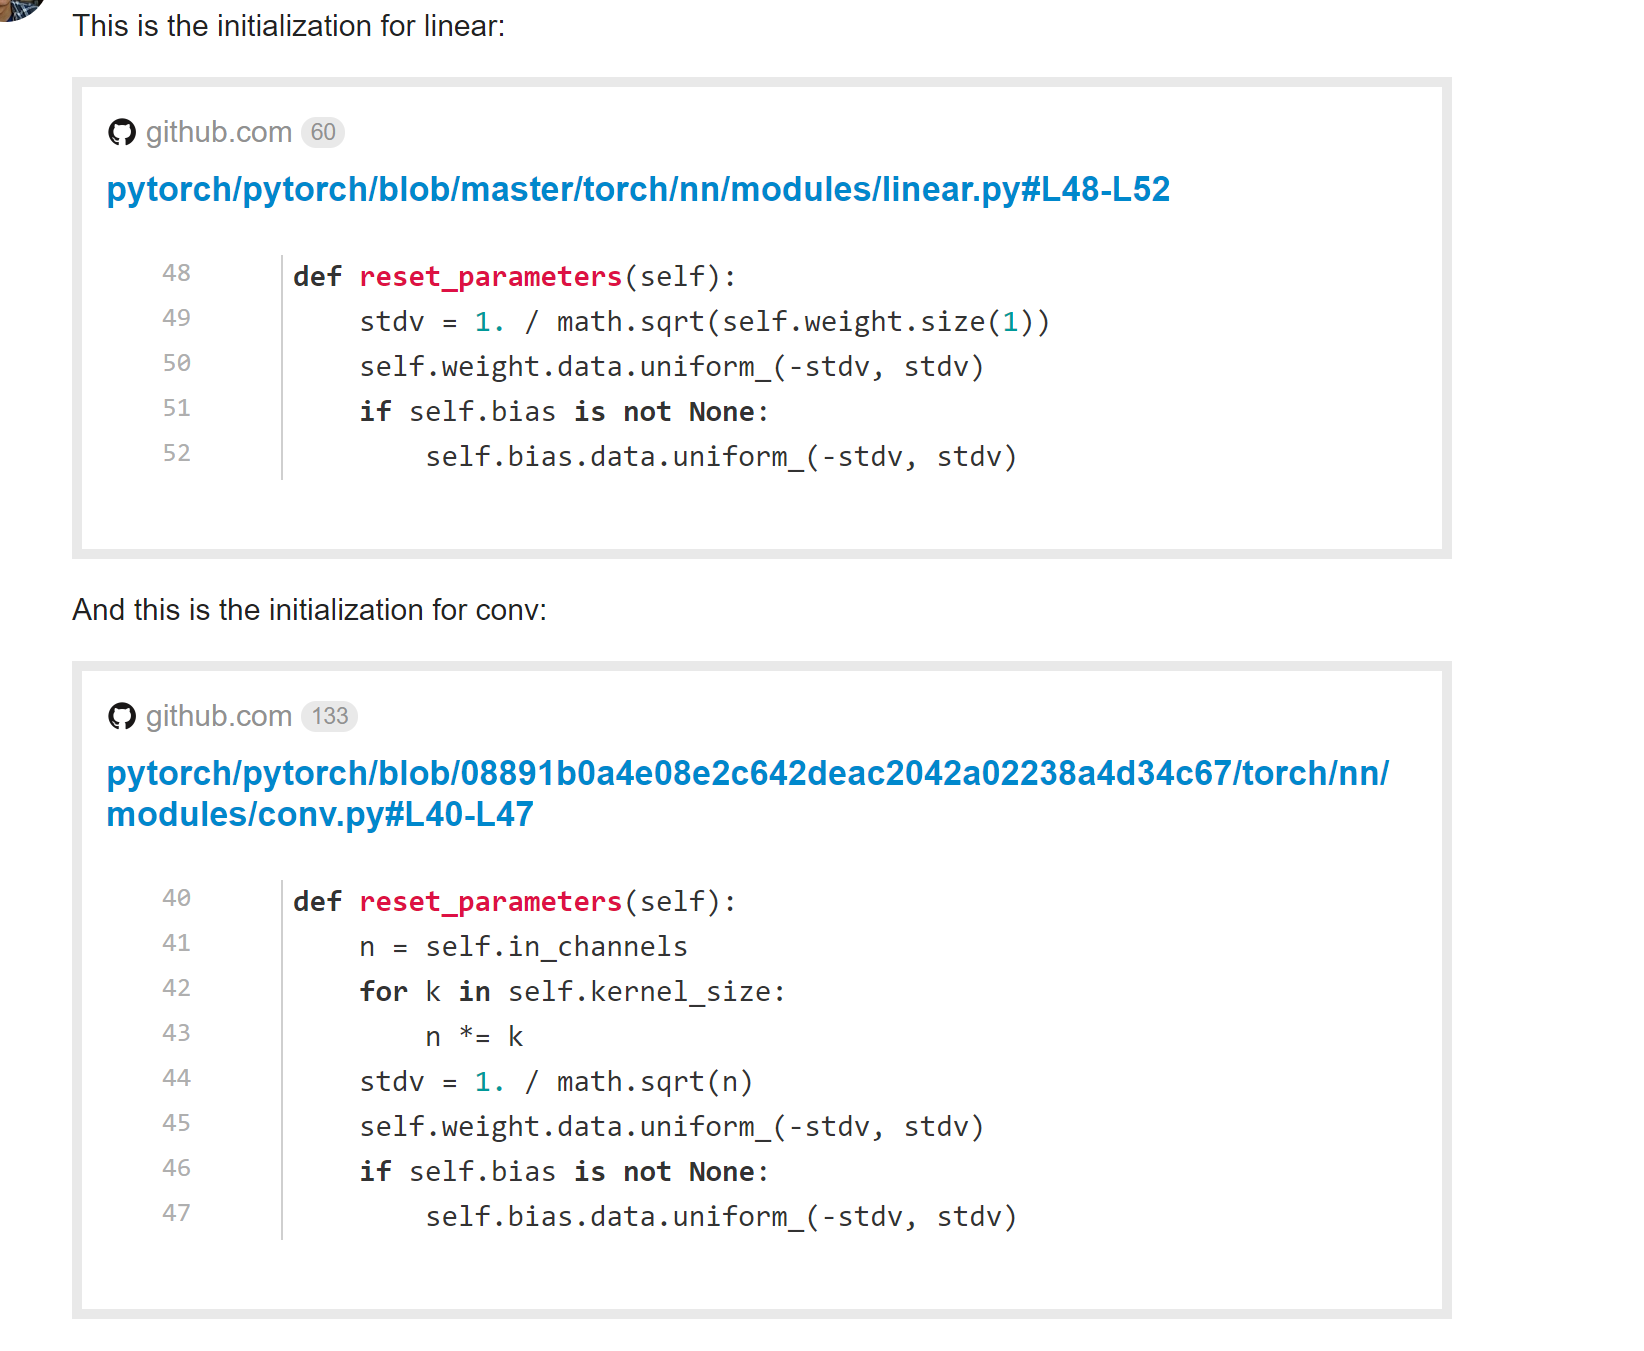 This is the initialization for linear:
github.com 60
pytorch/pytorch/blob/master/torch/nn/modules/linear.py#L48-L52
48 def reset_parameters(self):
49     stdv = 1. / math.sqrt(self.weight.size(1))
50     self.weight.data.uniform_(-stdv, stdv)
51     if self.bias is not None:
52         self.bias.data.uniform_(-stdv, stdv)
And this is the initialization for conv:
github.com 133
pytorch/pytorch/blob/08891b0a4e08e2c642deac2042a02238a4d34c67/torch/nn/
modules/conv.py#L40-L47
40 def reset_parameters(self):
41     n = self.in_channels
42     for k in self.kernel_size:
43         n *= k
44     stdv = 1. / math.sqrt(n)
45     self.weight.data.uniform_(-stdv, stdv)
46     if self.bias is not None:
47         self.bias.data.uniform_(-stdv, stdv)